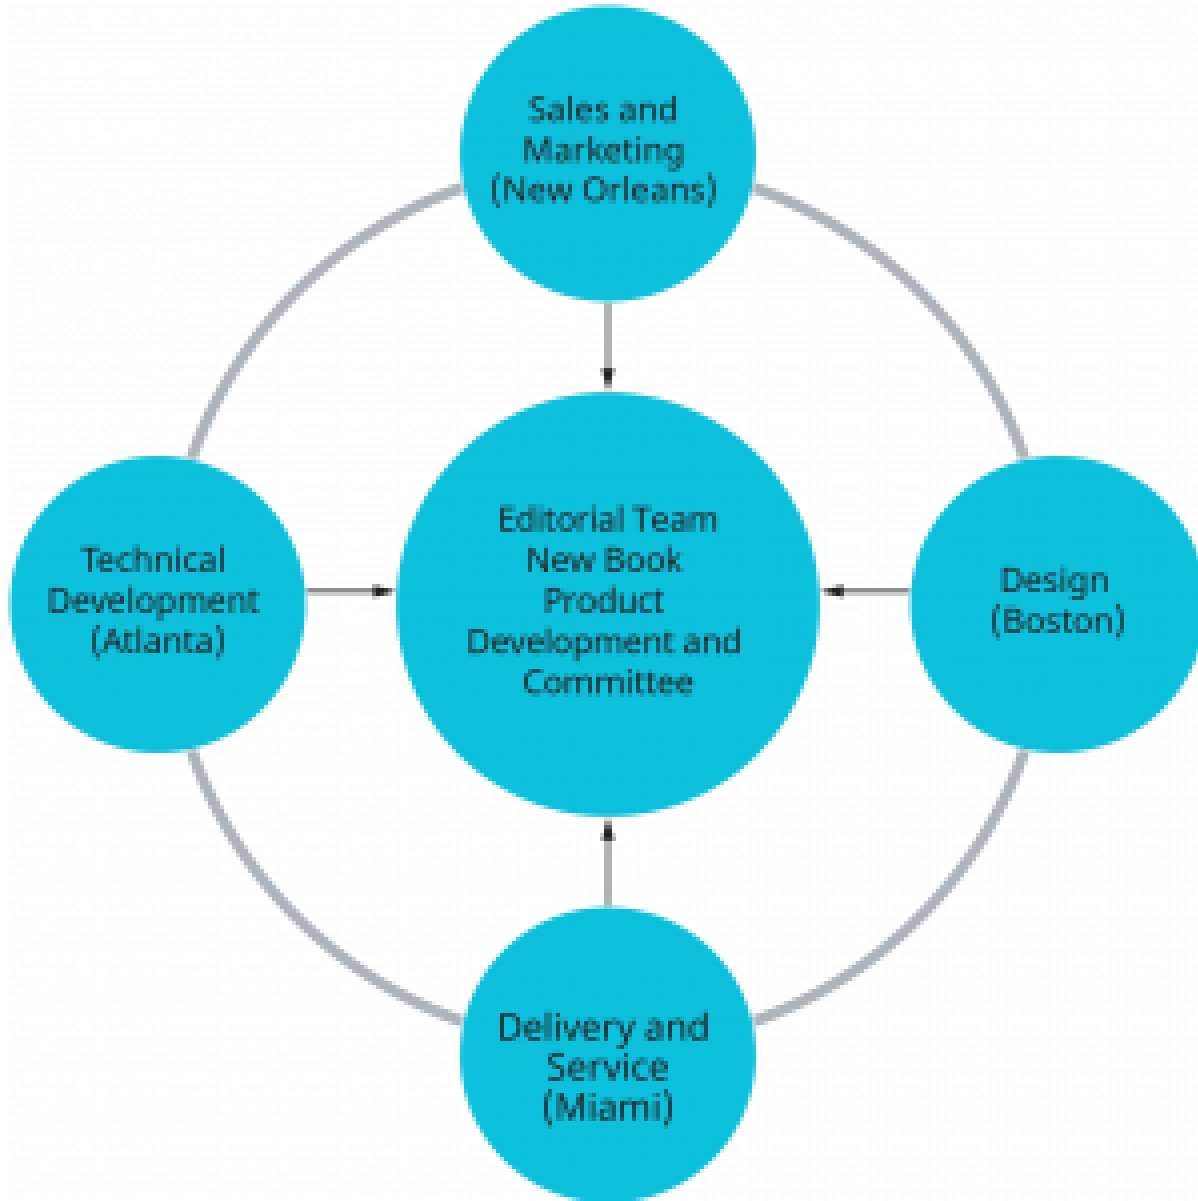 Sales and
Marketing
(New Orleans)
Technical
Development
(Atlanta)
Editorial Team
New Book
Product
Development and
Committee
Design
(Boston)
Delivery and
Service
(Miami)